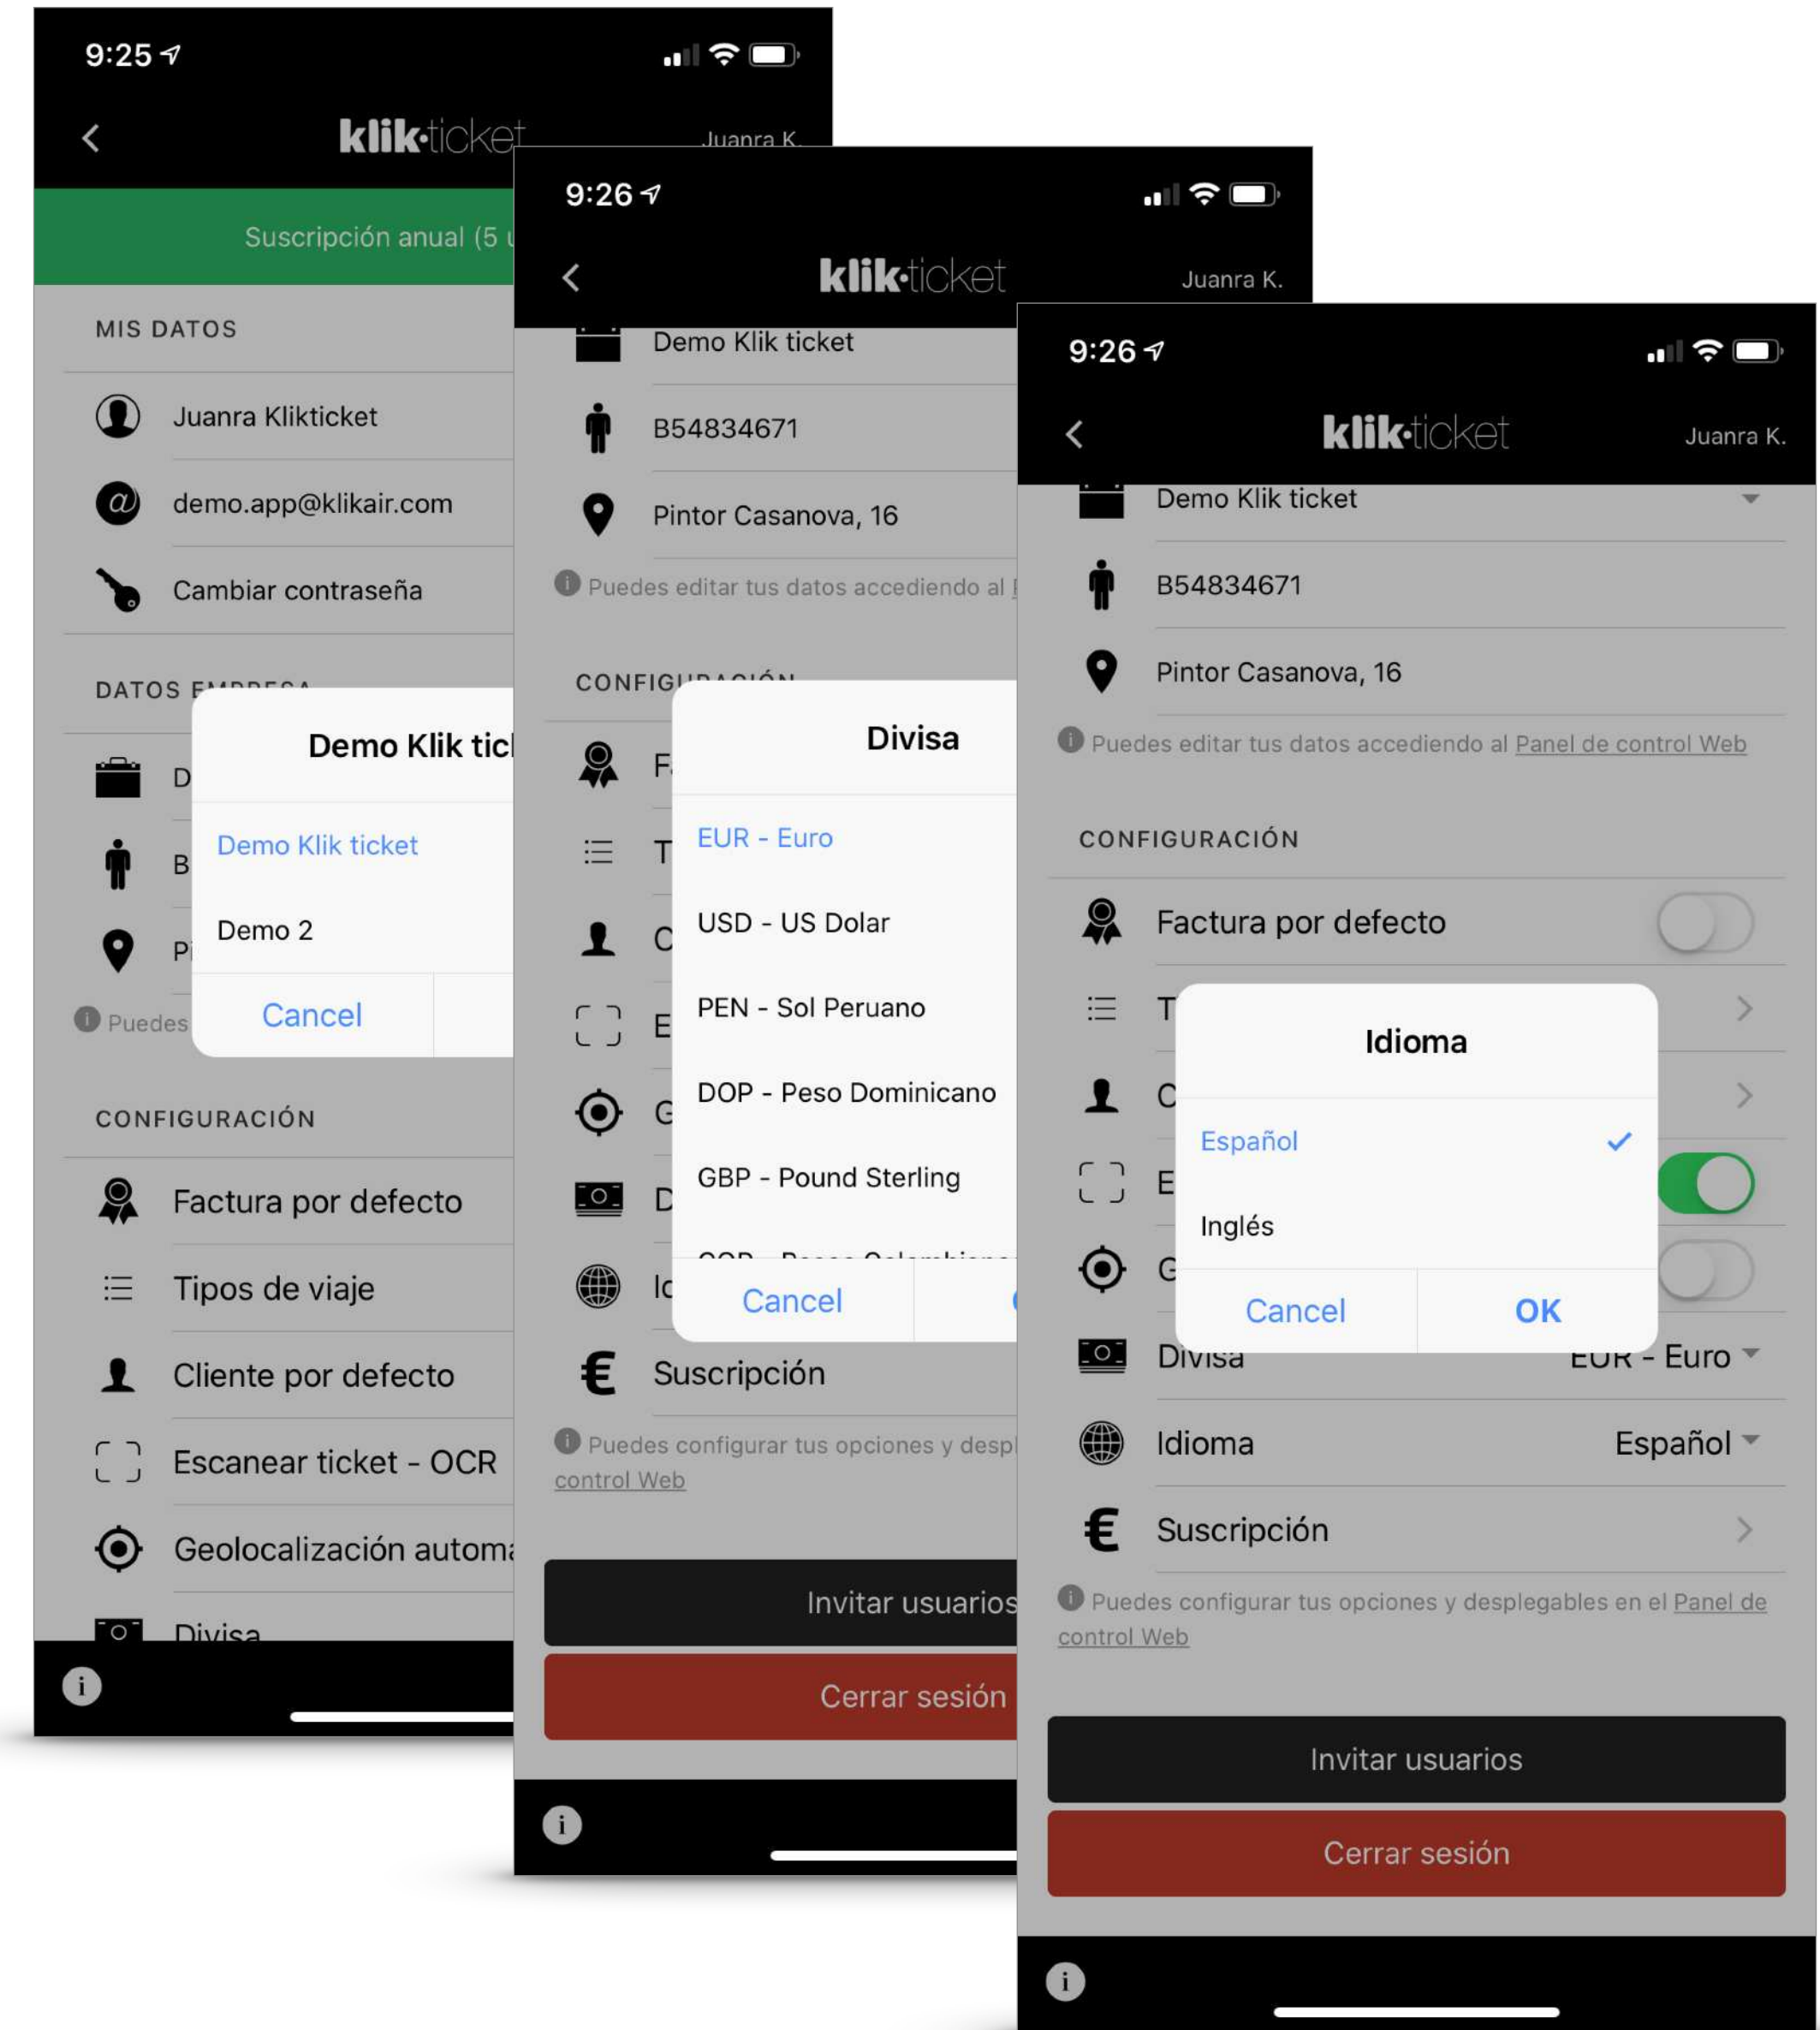 9:25
klik·ticket
Juanra K.
Suscripción anual (5
MIS DATOS
Juanra Klikticket
demo.app@klikair.com
Cambiar contraseña
DATOS
Demo Klik
D
Demo Klik ticket
B
Demo 2
P
Puedes
Cancel
CONFIGURACIÓN
Factura por defecto
Tipos de viaje
Cliente por defecto
Escanear ticket - OCR
Geolocalización
Divisa
9:26
klik·ticket
Juanra K.
Demo Klik ticket
B54834671
Pintor Casanova, 16
Puedes editar tus datos accediendo al
CONFIGURACIÓN
Divisa
F
EUR - Euro
T
USD - US Dolar
C
PEN - Sol Peruano
E
DOP - Peso Dominicano
G
GBP - Pound Sterling
D
Cancel
Suscripción
Puedes configurar tus opciones y
control Web
Invitar usuarios
Cerrar sesión
9:26
klik·ticket
Juanra K.
Demo Klik ticket
B54834671
Pintor Casanova, 16
Puedes editar tus datos accediendo al Panel de control Web
CONFIGURACIÓN
Factura por defecto
T
Idioma
C
Español
E
Inglés
G
Cancel OK
Divisa EUR - Euro
Idioma Español
€ Suscripción
Puedes configurar tus opciones y desplegables en el Panel de
control Web
Invitar usuarios
Cerrar sesión